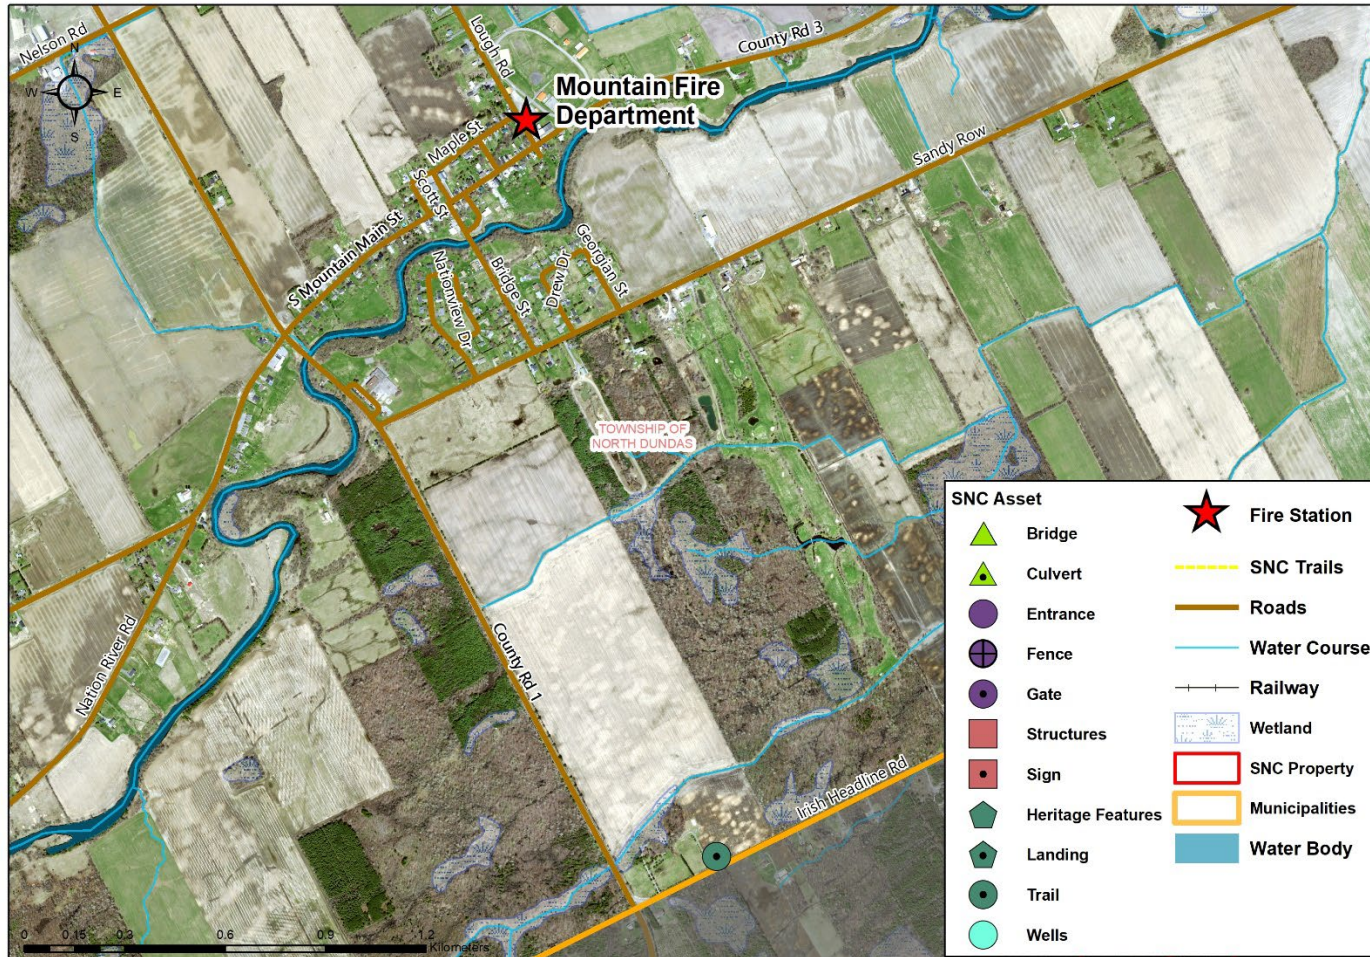 Nelson Rd
N
W
E
S
Lough Rd
County Rd 3
Mountain Fire
Department
Maple St
Scott St
Sandy Row
S Mountain Main St
Nationview Dr
Bridge St
Drew Dr
Georgian St
TOWNSHIP OF
NORTH DUNDAS
County Rd 1
Nation River Rd
Irish Headline Rd
0 0.15 0.3 0.6 0.9 1.2
Kilometers
SNC Asset
Bridge
Culvert
Entrance
Fence
Gate
Structures
Sign
Heritage Features
Landing
Trail
Wells
Fire Station
SNC Trails
Roads
Water Course
Railway
Wetland
SNC Property
Municipalities
Water Body